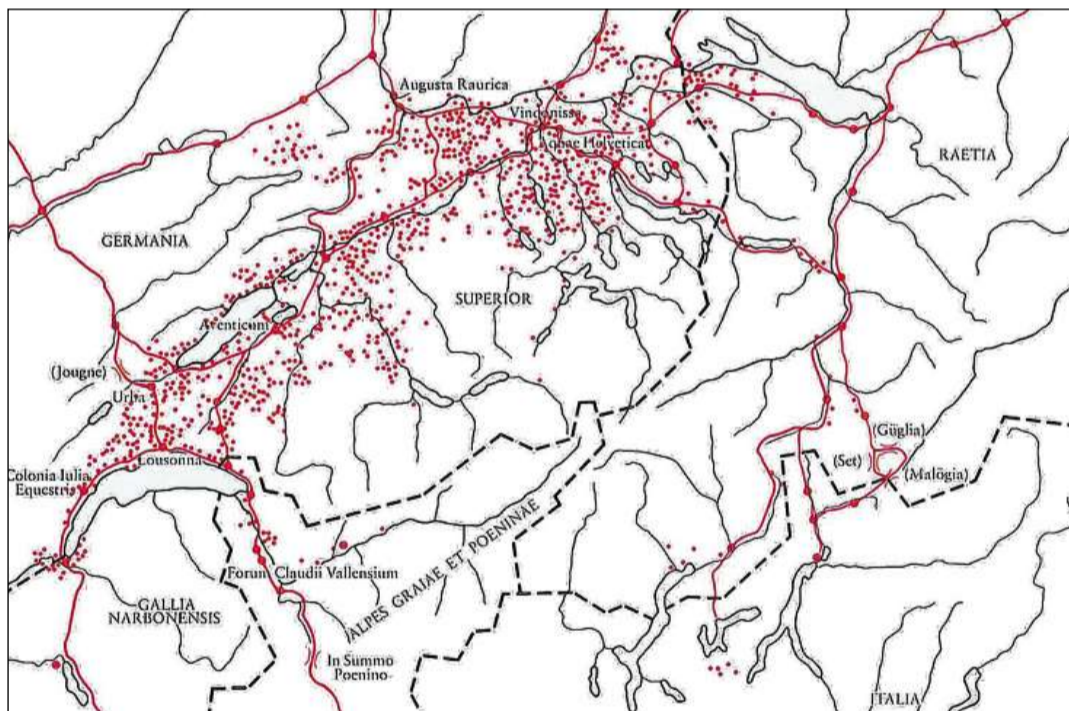 Augusta Raurica
Vindonissa
Aquae Helveticae
RAETIA
GERMANIA
SUPERIOR
Aventicum
(Jougne)
Urba
(Güglia)
Lousonna
(Set)
(Malögia)
Colonia Iulia
Equestris
Forum Claudii Vallensium
ALPES GRAIAE ET POENINAE
GALLIA
NARBONENSIS
In Summo
Poenino
ITALIA